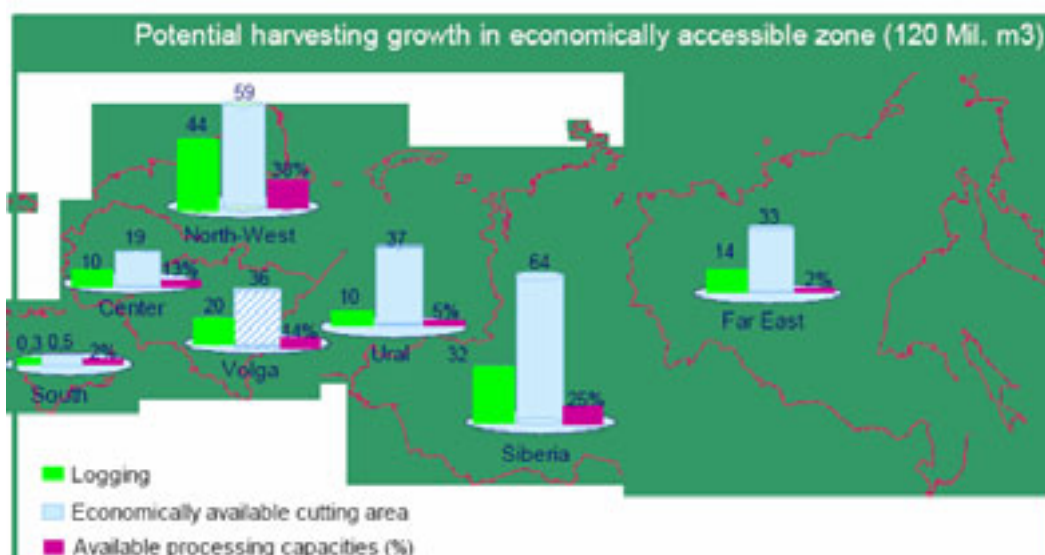 Potential harvesting growth in economically accessible zone (120 Mil. m3)
59
44
38%
North-West
19
10
13%
Center
36
20
14%
Volga
37
10
5%
Ural
0,3 0,5
2%
South
64
32
25%
Siberia
33
14
2%
Far East
Logging
Economically available cutting area
Available processing capacities (%)